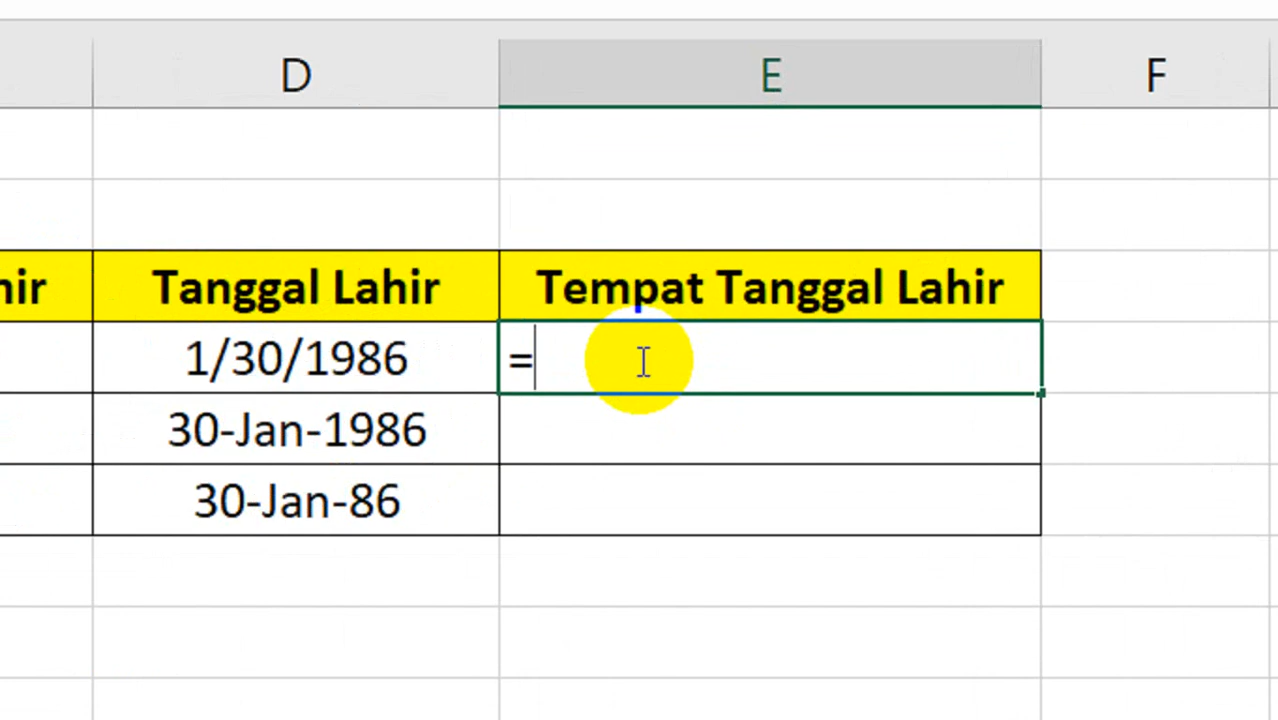 D E F
hir Tanggal Lahir Tempat Tanggal Lahir
1/30/1986 =
30-Jan-1986
30-Jan-86